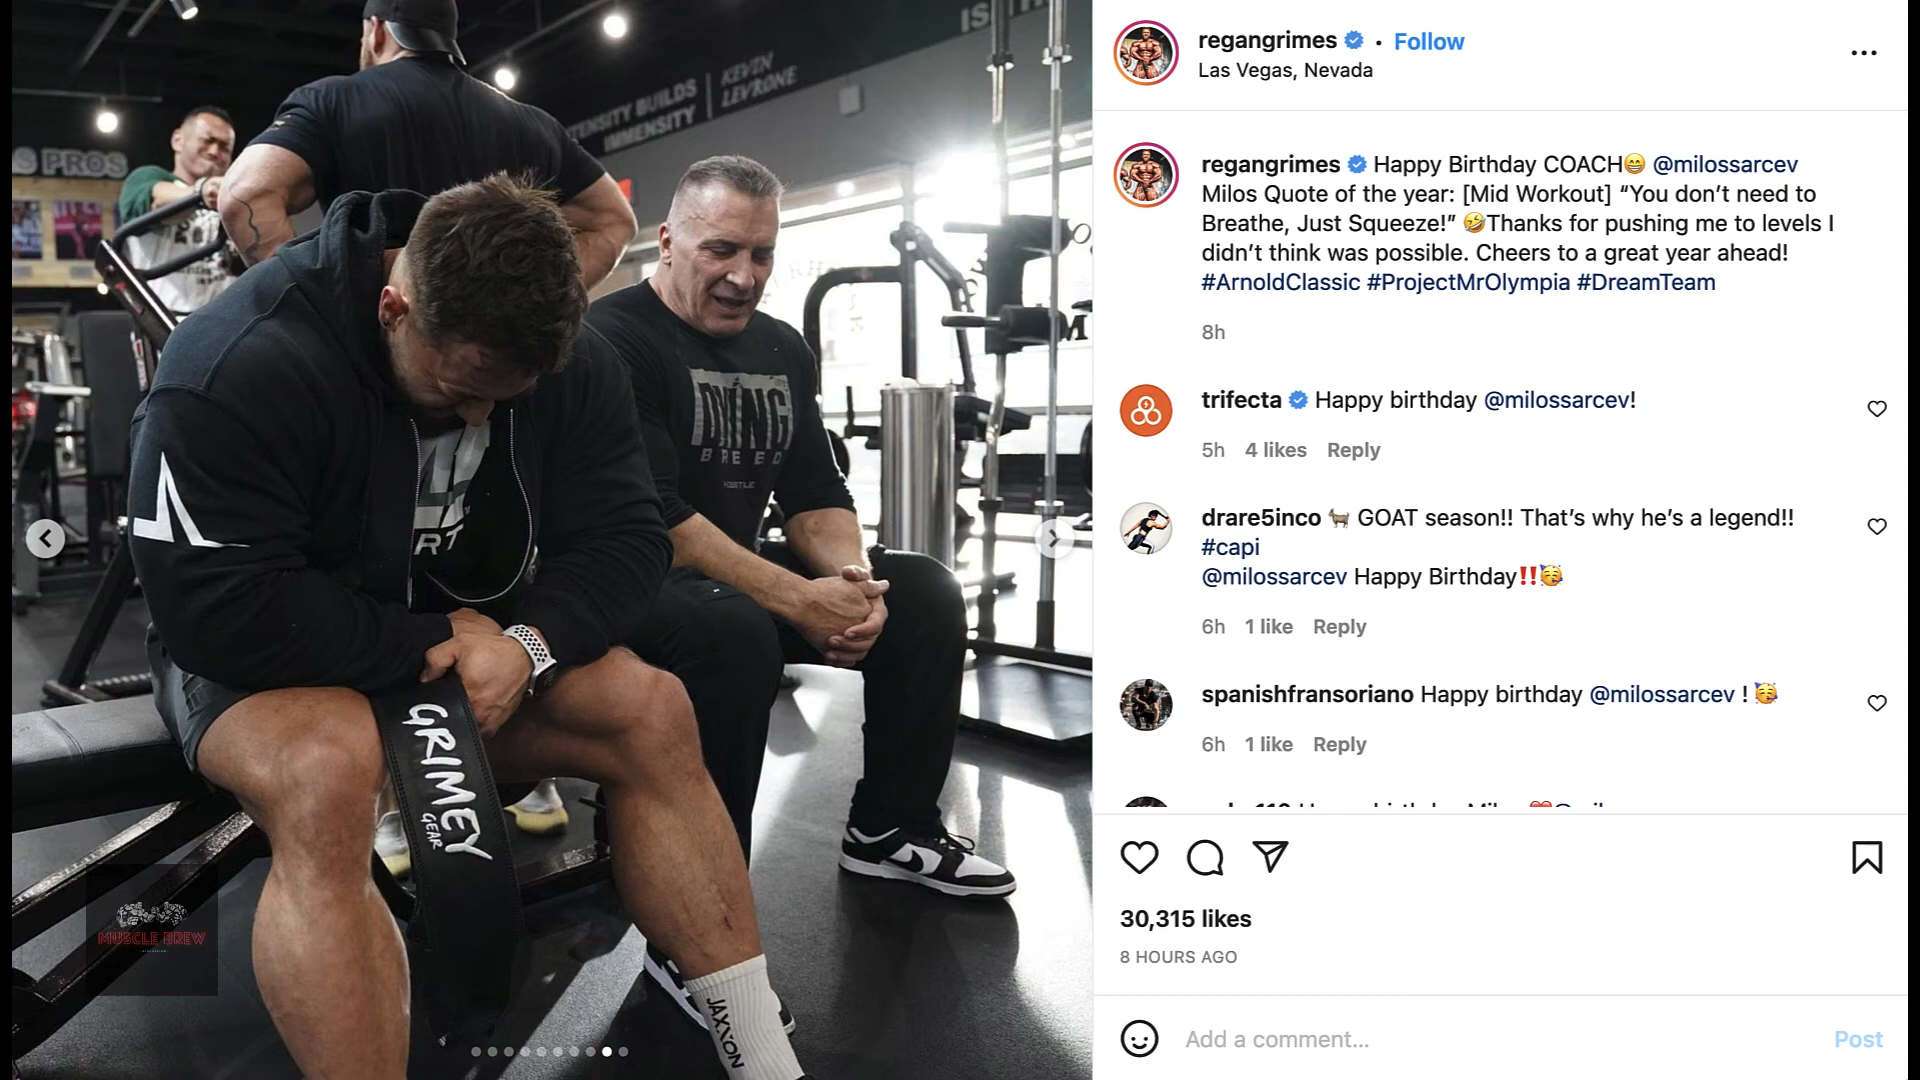 S PROS
TENSITY BUILDS
IMMENSITY
KEVIN
LEVRONE
DYING
BREED
HOSTILE
RT
GRIMEY
GEAR
JAXXON
MUSCLE BREW
regangrimes • Follow
Las Vegas, Nevada
regangrimes Happy Birthday COACH😁 @milossarcev
Milos Quote of the year: [Mid Workout] “You don’t need to
Breathe, Just Squeeze!” 🤣Thanks for pushing me to levels I
didn’t think was possible. Cheers to a great year ahead!
#ArnoldClassic #ProjectMrOlympia #DreamTeam
8h
trifecta Happy birthday @milossarcev!
5h 4 likes Reply
drare5inco 🐐 GOAT season!! That’s why he’s a legend!!
#capi
@milossarcev Happy Birthday‼️🥳
6h 1 like Reply
spanishfransoriano Happy birthday @milossarcev ! 🥳
6h 1 like Reply
30,315 likes
8 HOURS AGO
Add a comment...
Post